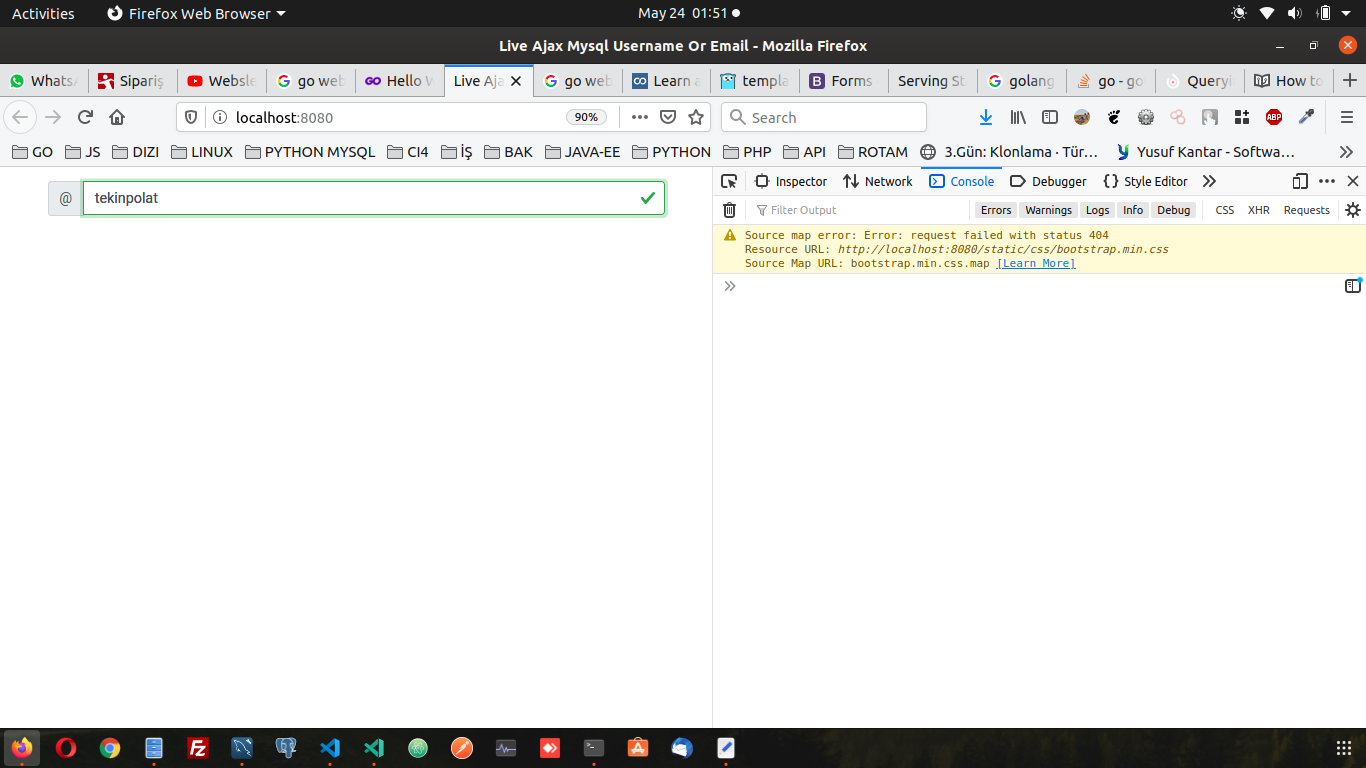 Activities Firefox Web Browser May 24 01:51
Live Ajax Mysql Username Or Email - Mozilla Firefox
Whats Sipariş Websle go web Hello W Live Aja go web Learn a templa Forms Serving St golang go - go Queryi How to
localhost:8080 90% Search ABP
GO JS DIZI LINUX PYTHON MYSQL CI4 İŞ BAK JAVA-EE PYTHON PHP API ROTAM 3.Gün: Klonlama · Tür… Yusuf Kantar - Softwa…
@ tekinpolat
Inspector Network Console Debugger Style Editor
Filter Output Errors Warnings Logs Info Debug CSS XHR Requests
Source map error: Error: request failed with status 404
Resource URL: http://localhost:8080/static/css/bootstrap.min.css
Source Map URL: bootstrap.min.css.map [Learn More]